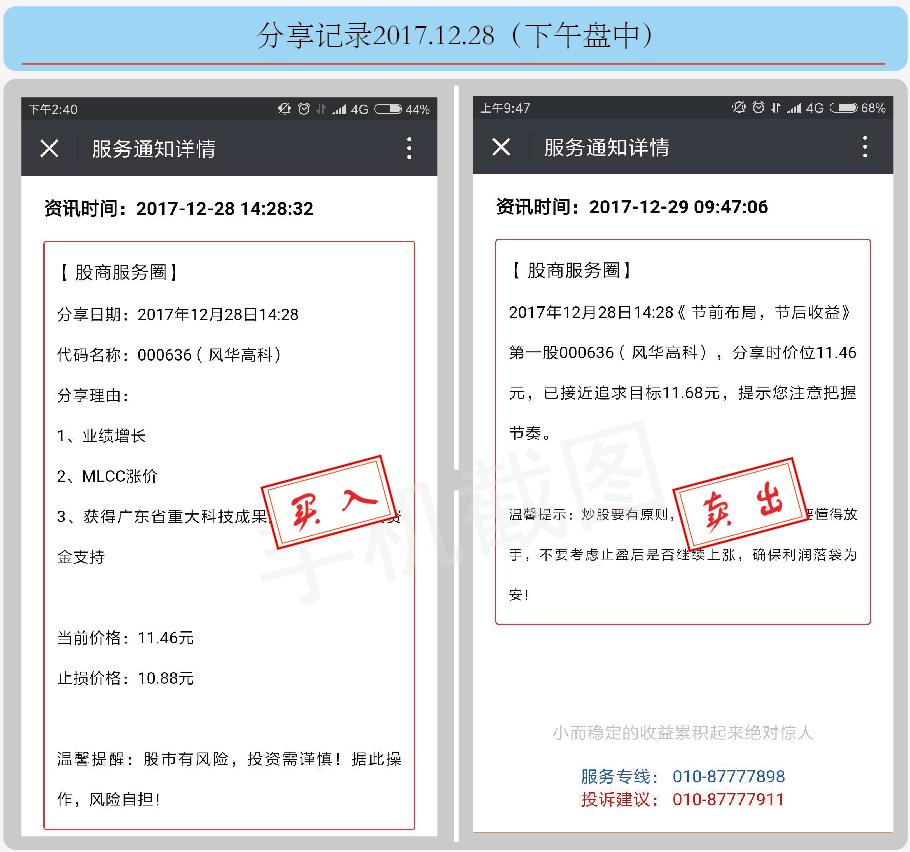 分享记录2017.12.28（下午盘中）
下午2:40
4G
44%
服务通知详情
资讯时间：2017-12-28 14:28:32
【 股商服务圈】
分享日期：2017年12月28日14:28
代码名称：000636（ 风华高科）
分享理由：
1、业绩增长
2、MLCC涨价
3、获得广东省重大科技成果
资
金支持
买入
当前价格：11.46元
止损价格：10.88元
温馨提醒：股市有风险，投资需谨慎！据此操
作，风险自担！
上午9:47
4G
68%
服务通知详情
资讯时间：2017-12-29 09:47:06
【 股商服务圈】
2017年12月28日14:28《 节前布局，节后收益》
第一股000636（ 风华高科），分享时价位11.46
元，已接近追求目标11.68元，提示您注意把握
节奏。
卖出
温馨提示：炒股要有原则，
懂得放
手，不要考虑止盈后是否继续上涨，确保利润落袋为
安！
小而稳定的收益累积起来绝对惊人
服务专线： 010-87777898
投诉建议： 010-87777911
手机截图